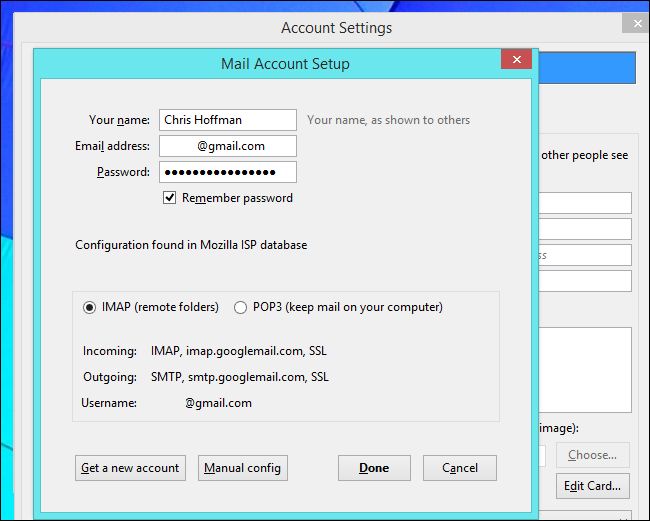 Account Settings
Mail Account Setup
Your name: Chris Hoffman Your name, as shown to others
Email address: @gmail.com
other people see
Password: ●●●●●●●●●●●●●●●●
Remember password
Configuration found in Mozilla ISP database
IMAP (remote folders) POP3 (keep mail on your computer)
Incoming: IMAP, imap.googlemail.com, SSL
Outgoing: SMTP, smtp.googlemail.com, SSL
Username: @gmail.com
image):
Get a new account Manual config Done Cancel
Choose...
Edit Card...